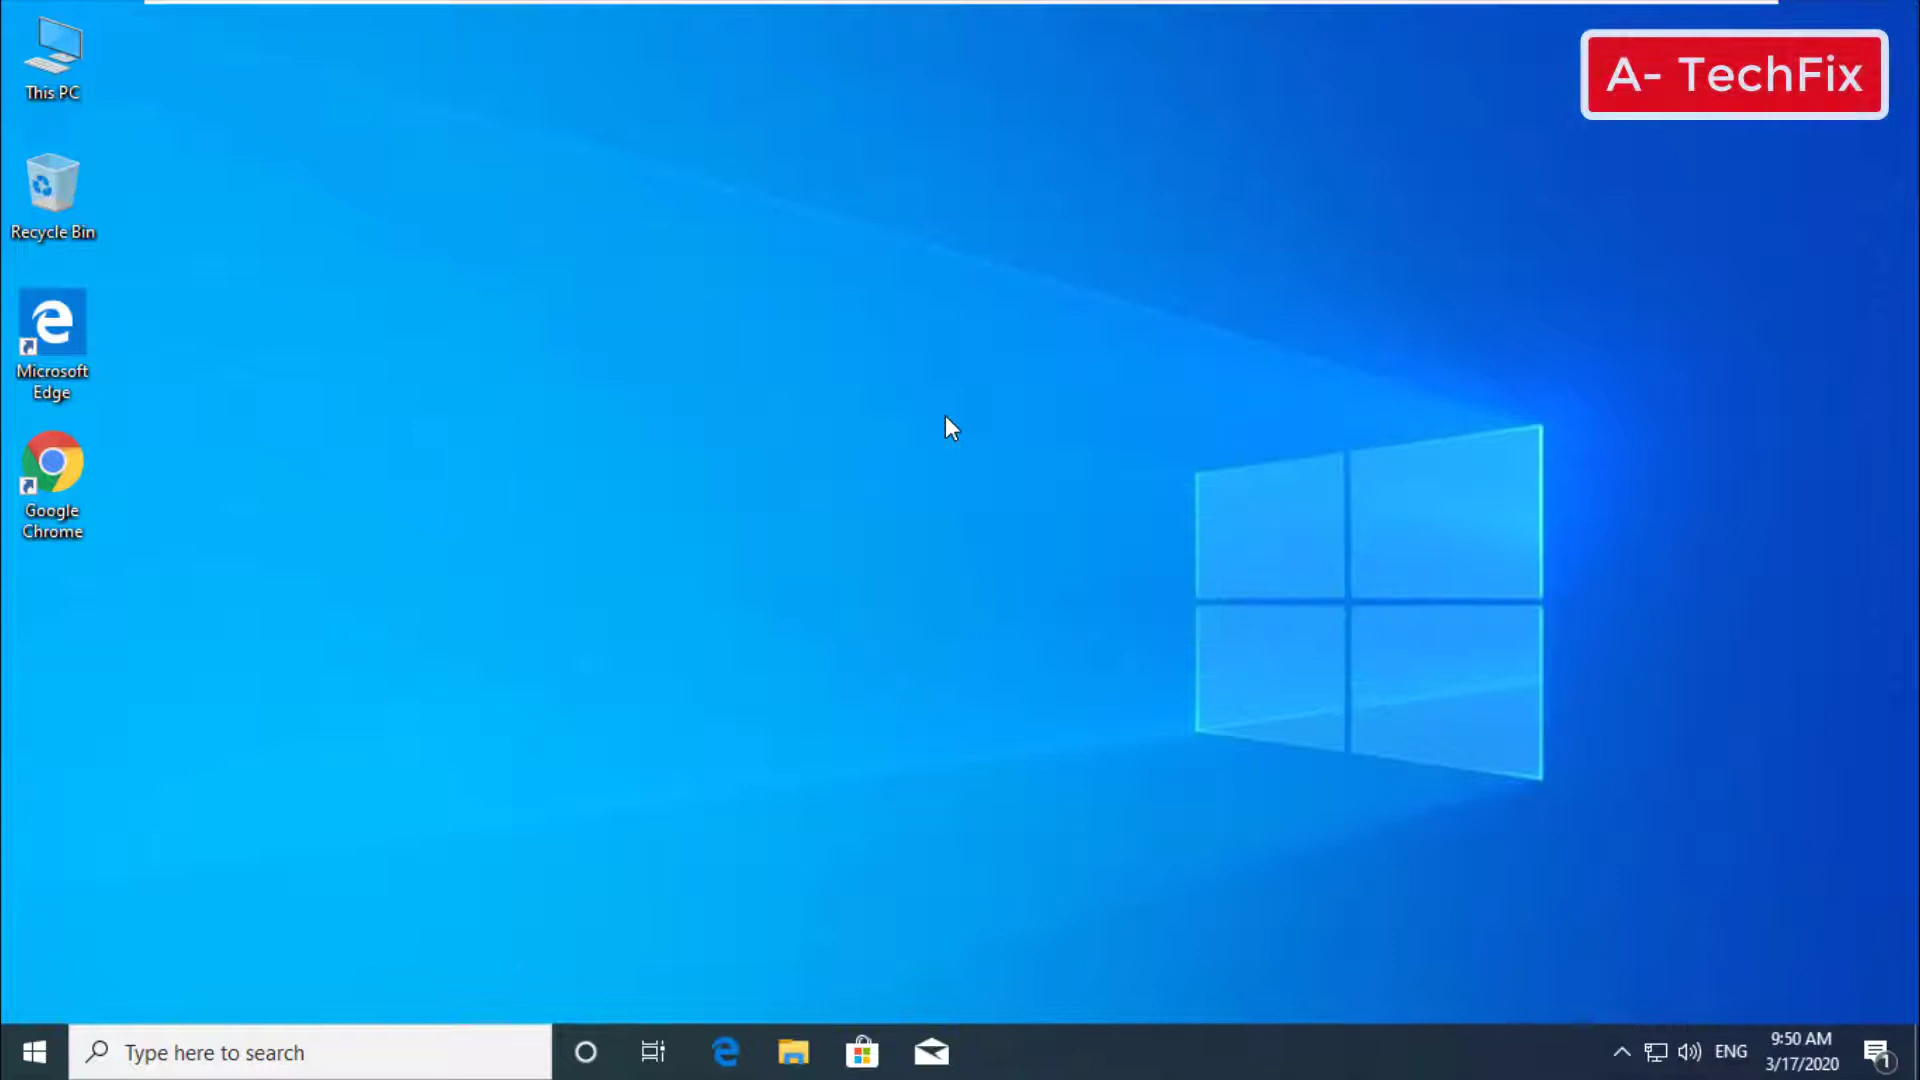 This PC
A- TechFix
Recycle Bin
Microsoft
Edge
Google
Chrome
Type here to search
ENG
9:50 AM
3/17/2020
1